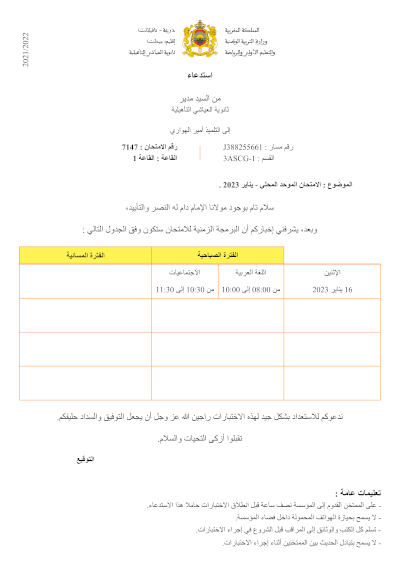 2021/2022
المملكة المغربية
وزارة التربية الوطنية
والتعليم الأولي والرياضة
جهة درعة - تافيلالت
إقليم: ميدلت
ثانوية العياشي التأهيلية
استدعاء
من السيد مدير
ثانوية العياشي التأهيلية
إلى التلميذ أمير الهواري
رقم مسار : J388255661
رقم الامتحان : 7147
القسم : 3ASCG-1
القاعة : القاعة 1
الموضوع : الامتحان الموحد المحلي - يناير 2023 .
سلام تام بوجود مولانا الإمام دام له النصر والتأييد،
وبعد، يشرفني إخباركم أن البرمجة الزمنية للامتحان ستكون وفق الجدول التالي :
الفترة الصباحية
الفترة المسائية
الإثنين
اللغة العربية
الاجتماعيات
16 يناير 2023
من 08:00 إلى 10:00
من 10:30 إلى 11:30
ندعوكم للاستعداد بشكل جيد لهذه الاختبارات راجين الله عز وجل أن يجعل التوفيق والسداد حليفكم.
تقبلوا أزكى التحيات والسلام.
التوقيع
تعليمات عامة :
- على الممتحن القدوم إلى المؤسسة نصف ساعة قبل انطلاق الاختبارات حاملا هذا الاستدعاء.
- لا يسمح بحيازة الهواتف المحمولة داخل فضاء المؤسسة.
- تسلم كل الكتب والوثائق إلى المراقب قبل الشروع في إجراء الاختبارات.
- لا يسمح بتبادل الحديث بين الممتحنين أثناء إجراء الاختبارات.